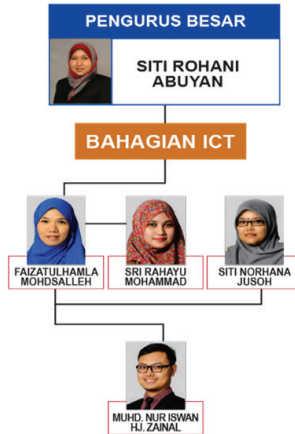 PENGURUS BESAR
SITI ROHANI
ABUYAN
BAHAGIAN ICT
FAIZATULHAMLA
MOHDSALLEH
SRI RAHAYU
MOHAMMAD
SITI NORHANA
JUSOH
MUHD. NUR ISWAN
HJ. ZAINAL